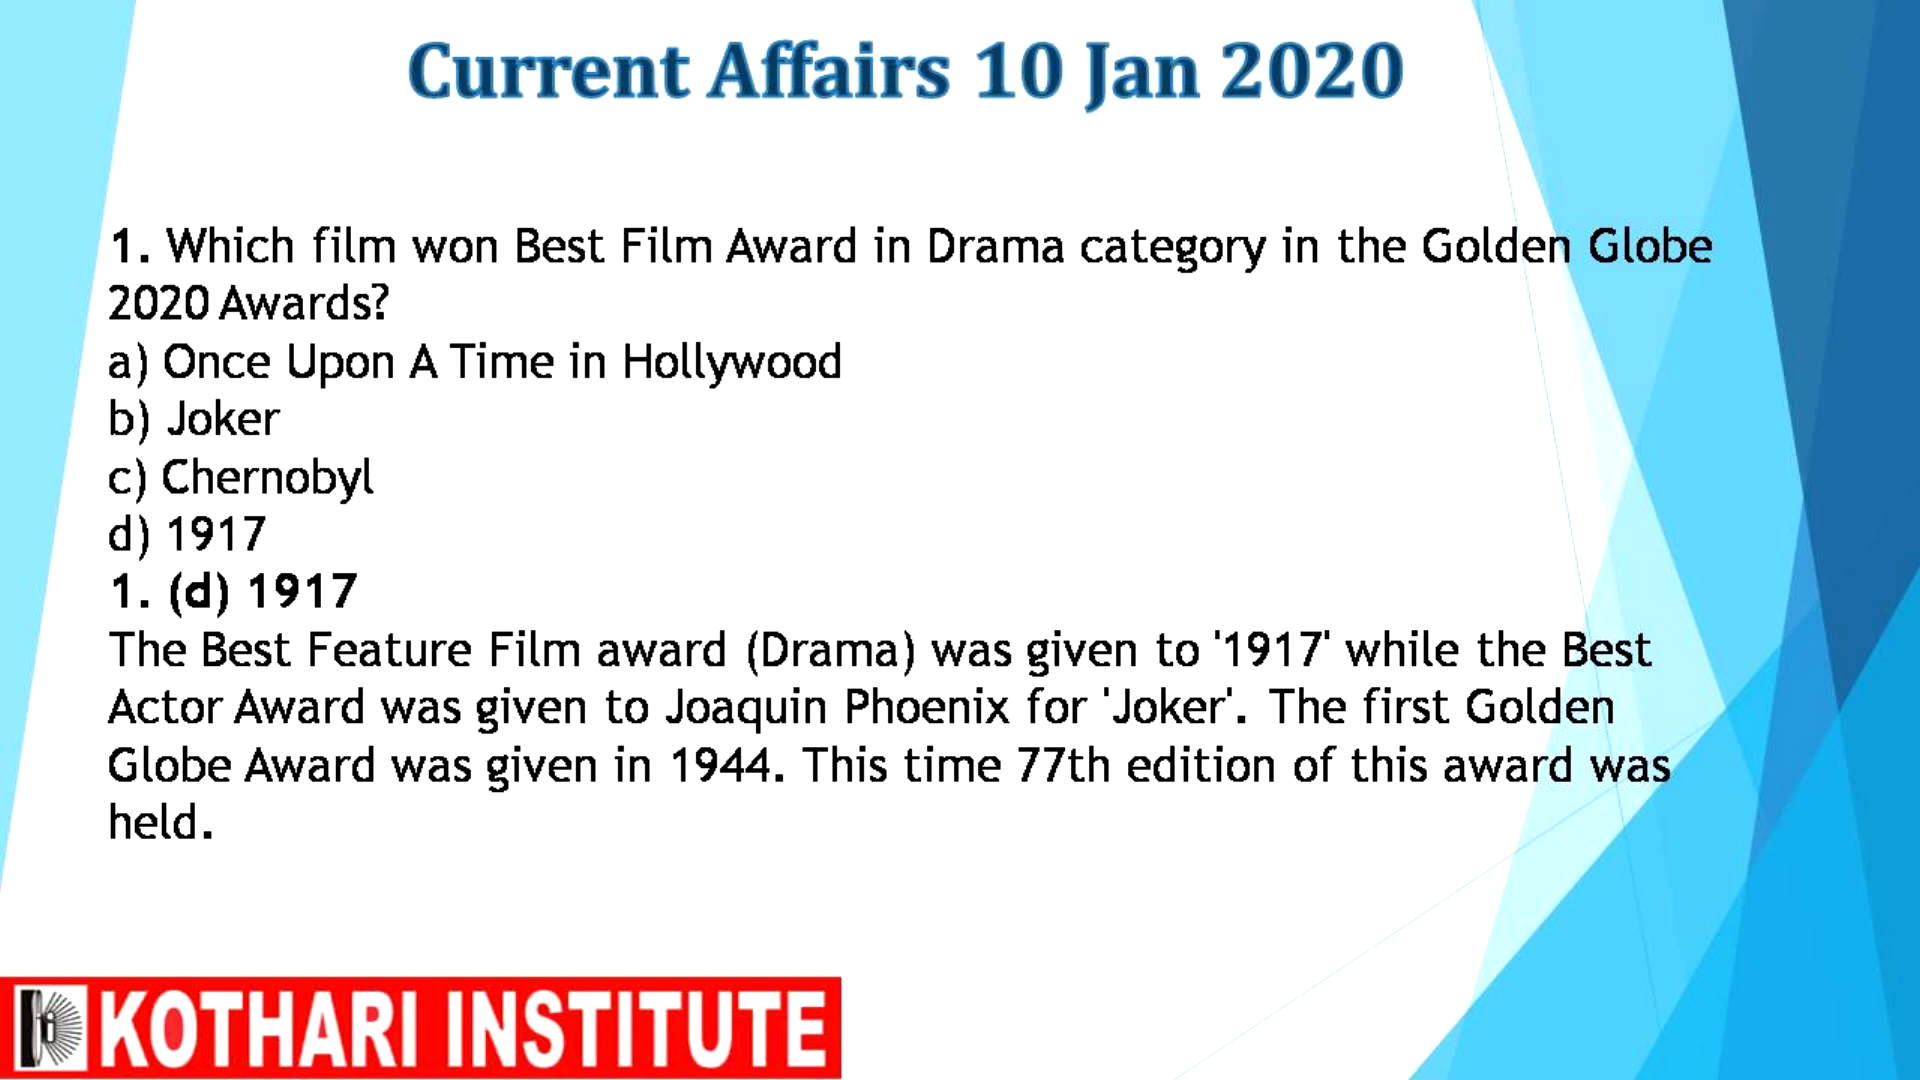 Current Affairs 10 Jan 2020
1. Which film won Best Film Award in Drama category in the Golden Globe
2020 Awards?
a) Once Upon A Time in Hollywood
b) Joker
c) Chernobyl
d) 1917
1. (d) 1917
The Best Feature Film award (Drama) was given to '1917' while the Best
Actor Award was given to Joaquin Phoenix for 'Joker'. The first Golden
Globe Award was given in 1944. This time 77th edition of this award was
held.
KOTHARI INSTITUTE